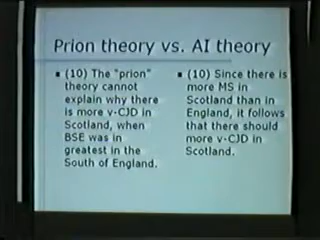 Prion theory vs. AI theory
(10) The "prion"
theory cannot
explain why there
is more v-CJD in
Scotland, when
BSE was in
greatest in the
South of England.
(10) Since there is
more MS in
Scotland than in
England, it follows
that there should
more v-CJD in
Scotland.